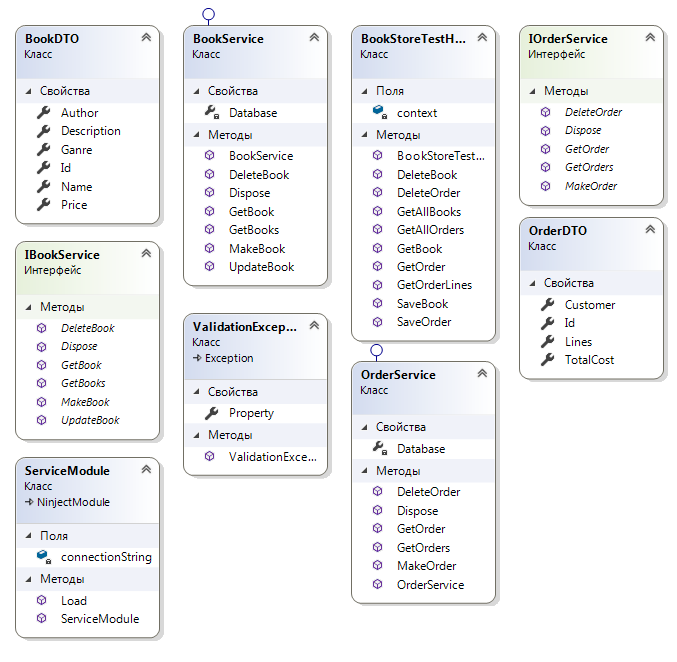 BookDTO
Класс
Свойства
Author
Description
Ganre
Id
Name
Price
IBookService
Интерфейс
Методы
DeleteBook
Dispose
GetBook
GetBooks
MakeBook
UpdateBook
ServiceModule
Класс
NinjectModule
Поля
connectionString
Методы
Load
ServiceModule
BookService
Класс
Свойства
Database
Методы
BookService
DeleteBook
Dispose
GetBook
GetBooks
MakeBook
UpdateBook
ValidationExcep...
Класс
Exception
Свойства
Property
Методы
ValidationExce...
BookStoreTestH...
Класс
Поля
context
Методы
BookStoreTest...
DeleteBook
DeleteOrder
GetAllBooks
GetAllOrders
GetBook
GetOrder
GetOrderLines
SaveBook
SaveOrder
OrderService
Класс
Свойства
Database
Методы
DeleteOrder
Dispose
GetOrder
GetOrders
MakeOrder
OrderService
IOrderService
Интерфейс
Методы
DeleteOrder
Dispose
GetOrder
GetOrders
MakeOrder
OrderDTO
Класс
Свойства
Customer
Id
Lines
TotalCost